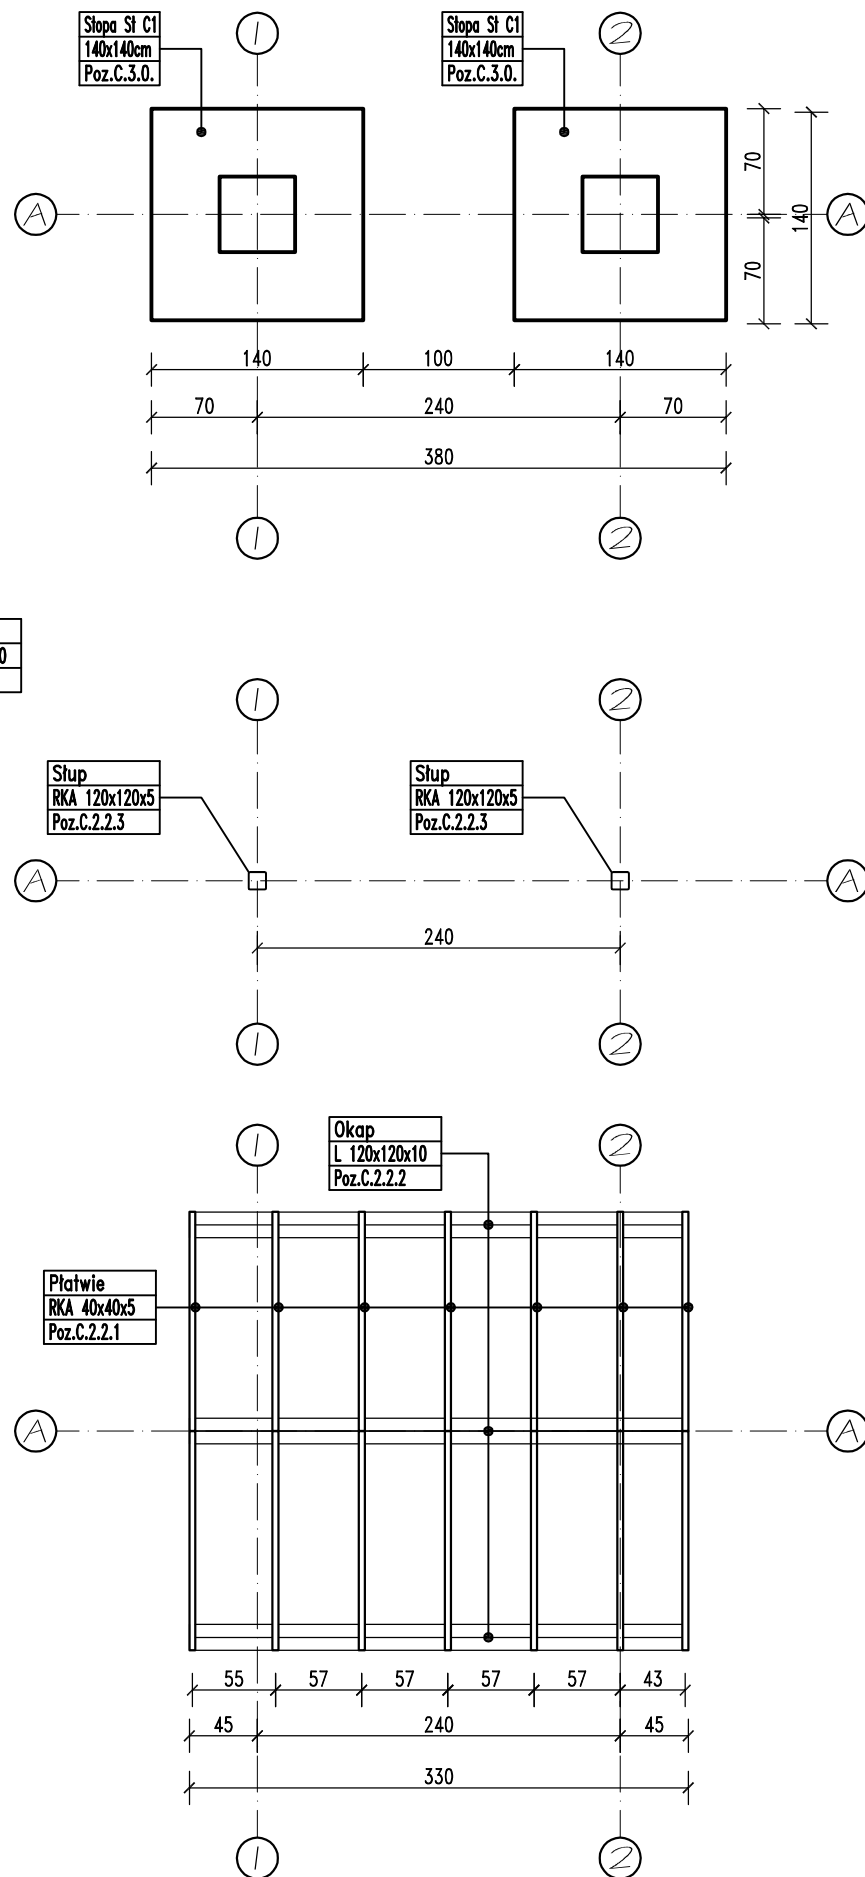 Stopa St C1
140x140cm
Poz.C.3.0.
1
Stopa St C1
140x140cm
Poz.C.3.0.
2
A
A
70
70
140
140
100
140
70
240
70
380
1
2
0
1
2
Słup
RKA 120x120x5
Poz.C.2.2.3
Słup
RKA 120x120x5
Poz.C.2.2.3
A
A
240
1
2
1
Okap
L 120x120x10
Poz.C.2.2.2
2
Płatwie
RKA 40x40x5
Poz.C.2.2.1
A
A
55
57
57
57
57
43
45
240
45
330
1
2